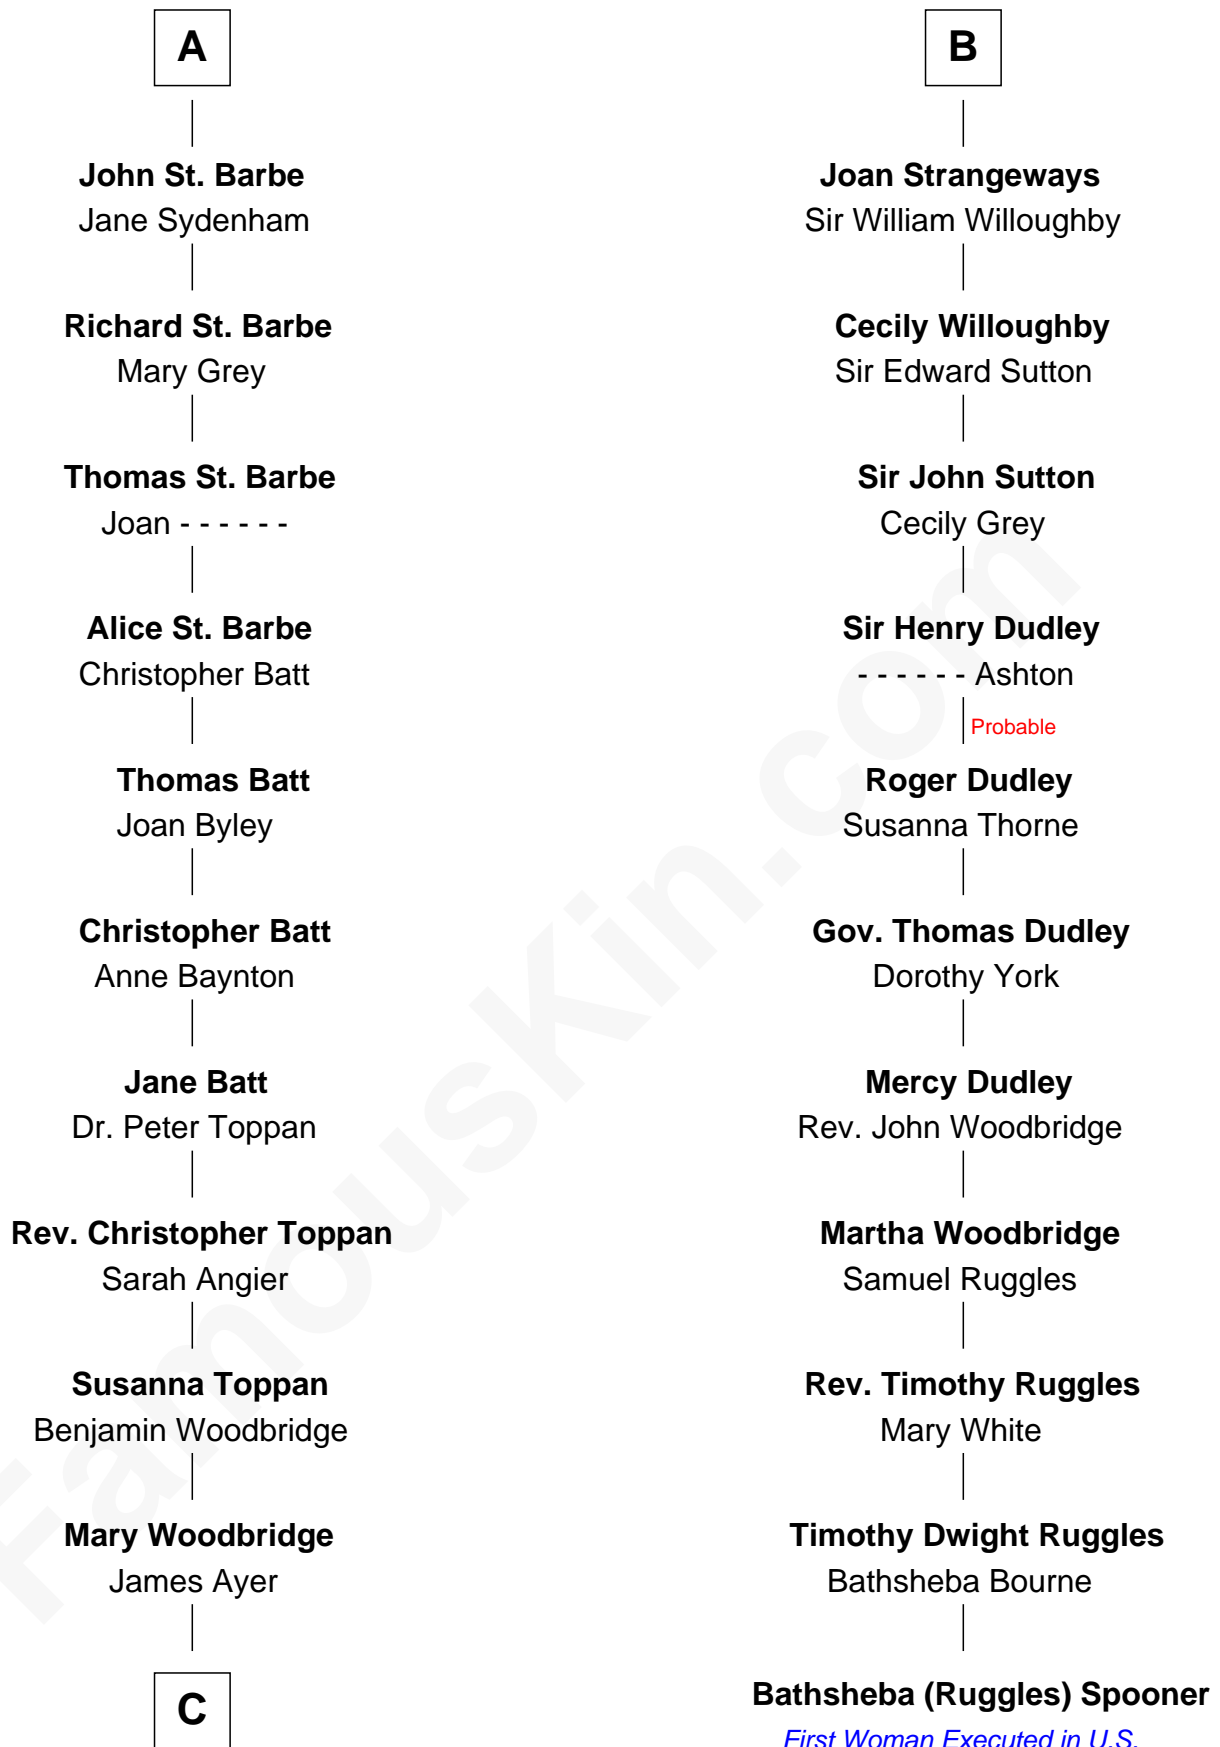 A
John St. Barbe
Jane Sydenham
Richard St. Barbe
Mary Grey
Thomas St. Barbe
Joan - - - - - -
Alice St. Barbe
Christopher Batt
Thomas Batt
Joan Byley
Christopher Batt
Anne Baynton
Jane Batt
Dr. Peter Toppan
Rev. Christopher Toppan
Sarah Angier
Susanna Toppan
Benjamin Woodbridge
Mary Woodbridge
James Ayer
C
B
Joan Strangeways
Sir William Willoughby
Cecily Willoughby
Sir Edward Sutton
Sir John Sutton
Cecily Grey
Sir Henry Dudley
- - - - - - Ashton
Probable
Roger Dudley
Susanna Thorne
Gov. Thomas Dudley
Dorothy York
Mercy Dudley
Rev. John Woodbridge
Martha Woodbridge
Samuel Ruggles
Rev. Timothy Ruggles
Mary White
Timothy Dwight Ruggles
Bathsheba Bourne
Bathsheba (Ruggles) Spooner
First Woman Executed in U.S.
FamousKin.com